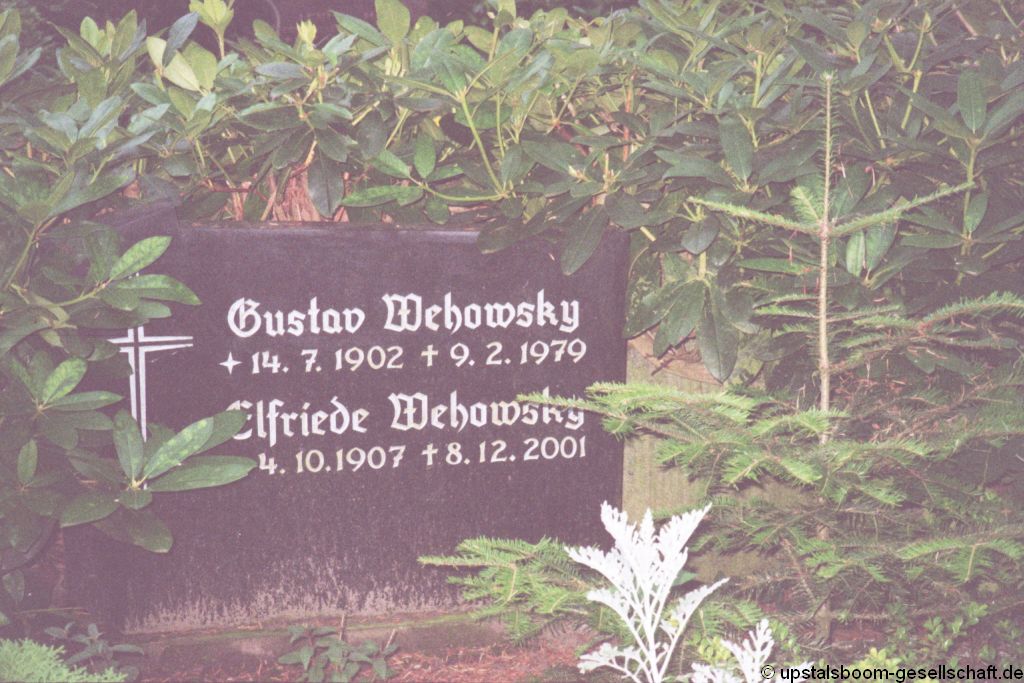 Gustav Wehowsky
14. 7. 1902 † 9. 2. 1979
Elfriede Wehowsky
4. 10. 1907 † 8. 12. 2001
© upstalsboom-gesellschaft.de